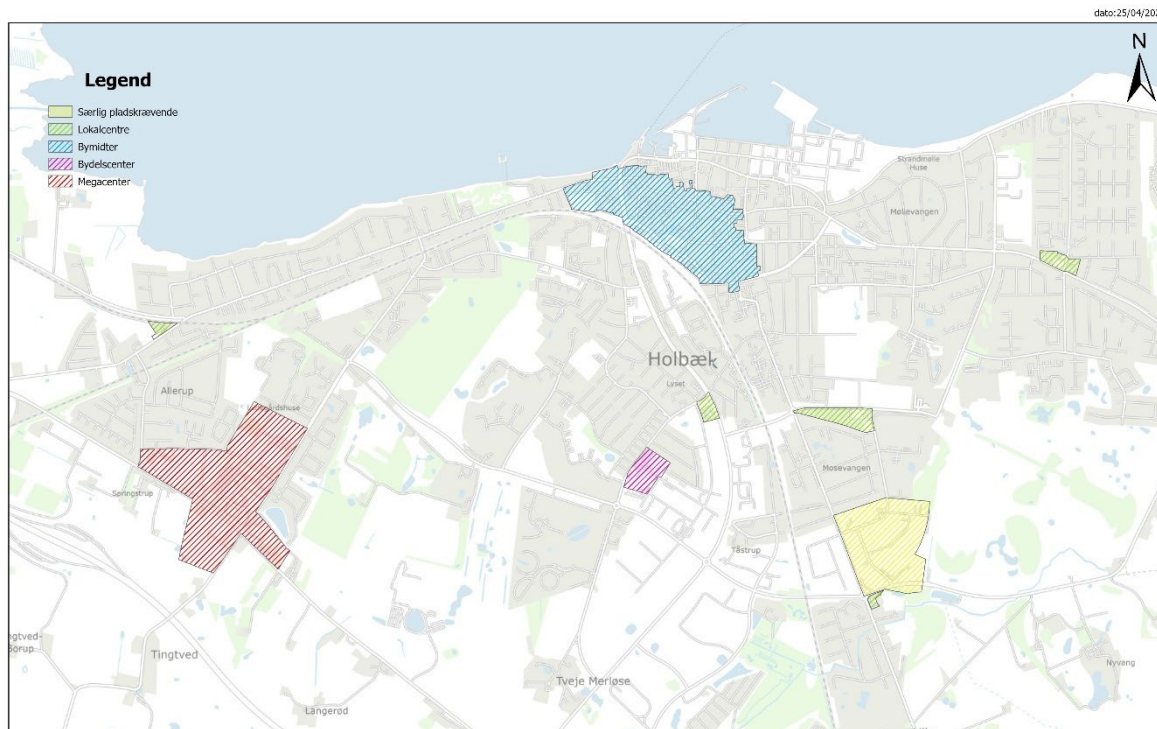 dato:25/04/202
N
Legend
Særlig pladskrævende
Lokalcentre
Bymidter
Bydelscenter
Megacenter
Strandmølle
Huse
Møllevangen
Holbæk
Lyset
Allerup
Springstrup
Mosevangen
Tåstrup
Tingtved
Tveje Merløse
Langerød
Nyvang